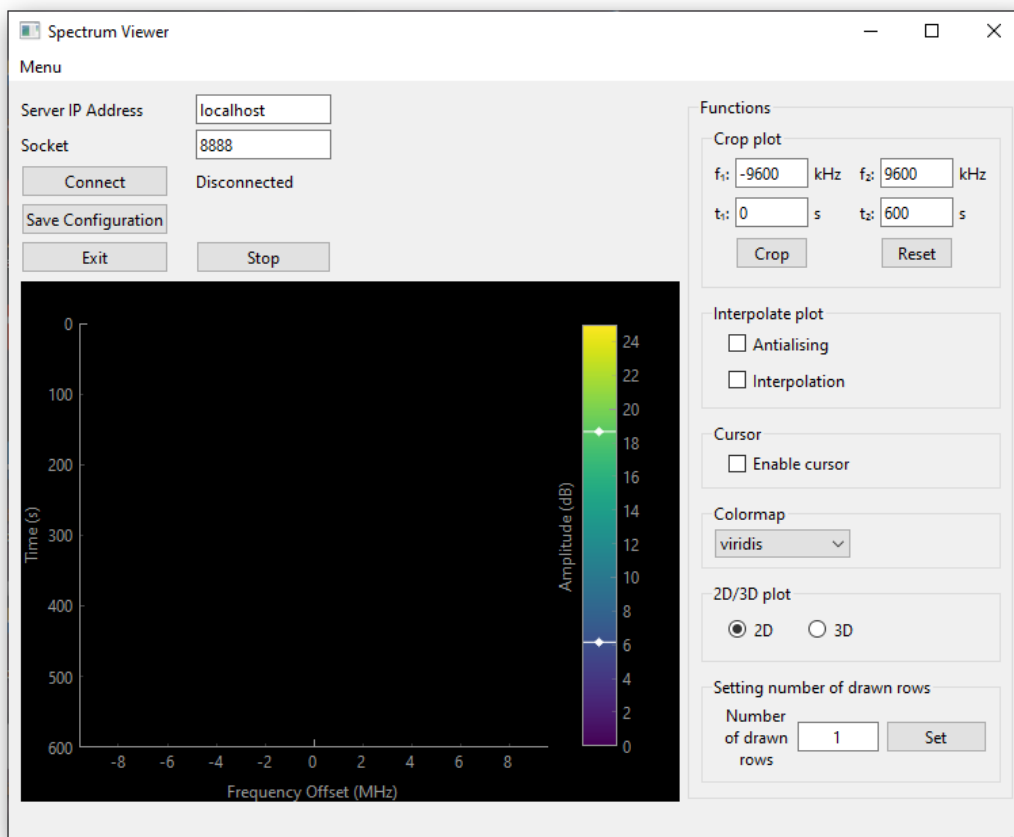 Spectrum Viewer
Menu
Server IP Address localhost
Socket 8888
Connect Disconnected
Save Configuration
Exit Stop
0
100
200
300
400
500
600
Time (s)
-8 -6 -4 -2 0 2 4 6 8
Frequency Offset (MHz)
Amplitude (dB)
24
22
20
18
16
14
12
10
8
6
4
2
0
Functions
Crop plot
f₁: -9600 kHz f₂: 9600 kHz
t₁: 0 s t₂: 600 s
Crop Reset
Interpolate plot
Antialising
Interpolation
Cursor
Enable cursor
Colormap
viridis
2D/3D plot
2D 3D
Setting number of drawn rows
Number
of drawn
rows
1 Set